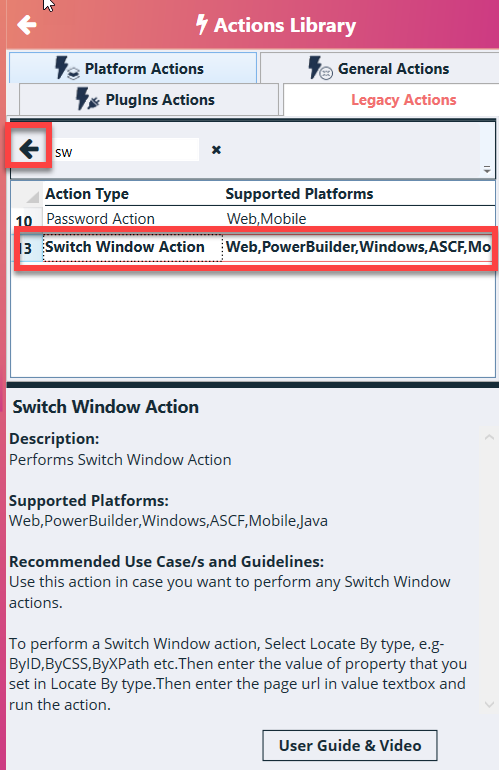 Actions Library
Platform Actions General Actions
PlugIns Actions Legacy Actions
sw
Action Type Supported Platforms
10 Password Action Web,Mobile
13 Switch Window Action Web,PowerBuilder,Windows,ASCF,Mo
Switch Window Action
Description:
Performs Switch Window Action
Supported Platforms:
Web,PowerBuilder,Windows,ASCF,Mobile,Java
Recommended Use Case/s and Guidelines:
Use this action in case you want to perform any Switch Window
actions.
To perform a Switch Window action, Select Locate By type, e.g-
ByID,ByCSS,ByXPath etc.Then enter the value of property that you
set in Locate By type.Then enter the page url in value textbox and
run the action.
User Guide & Video